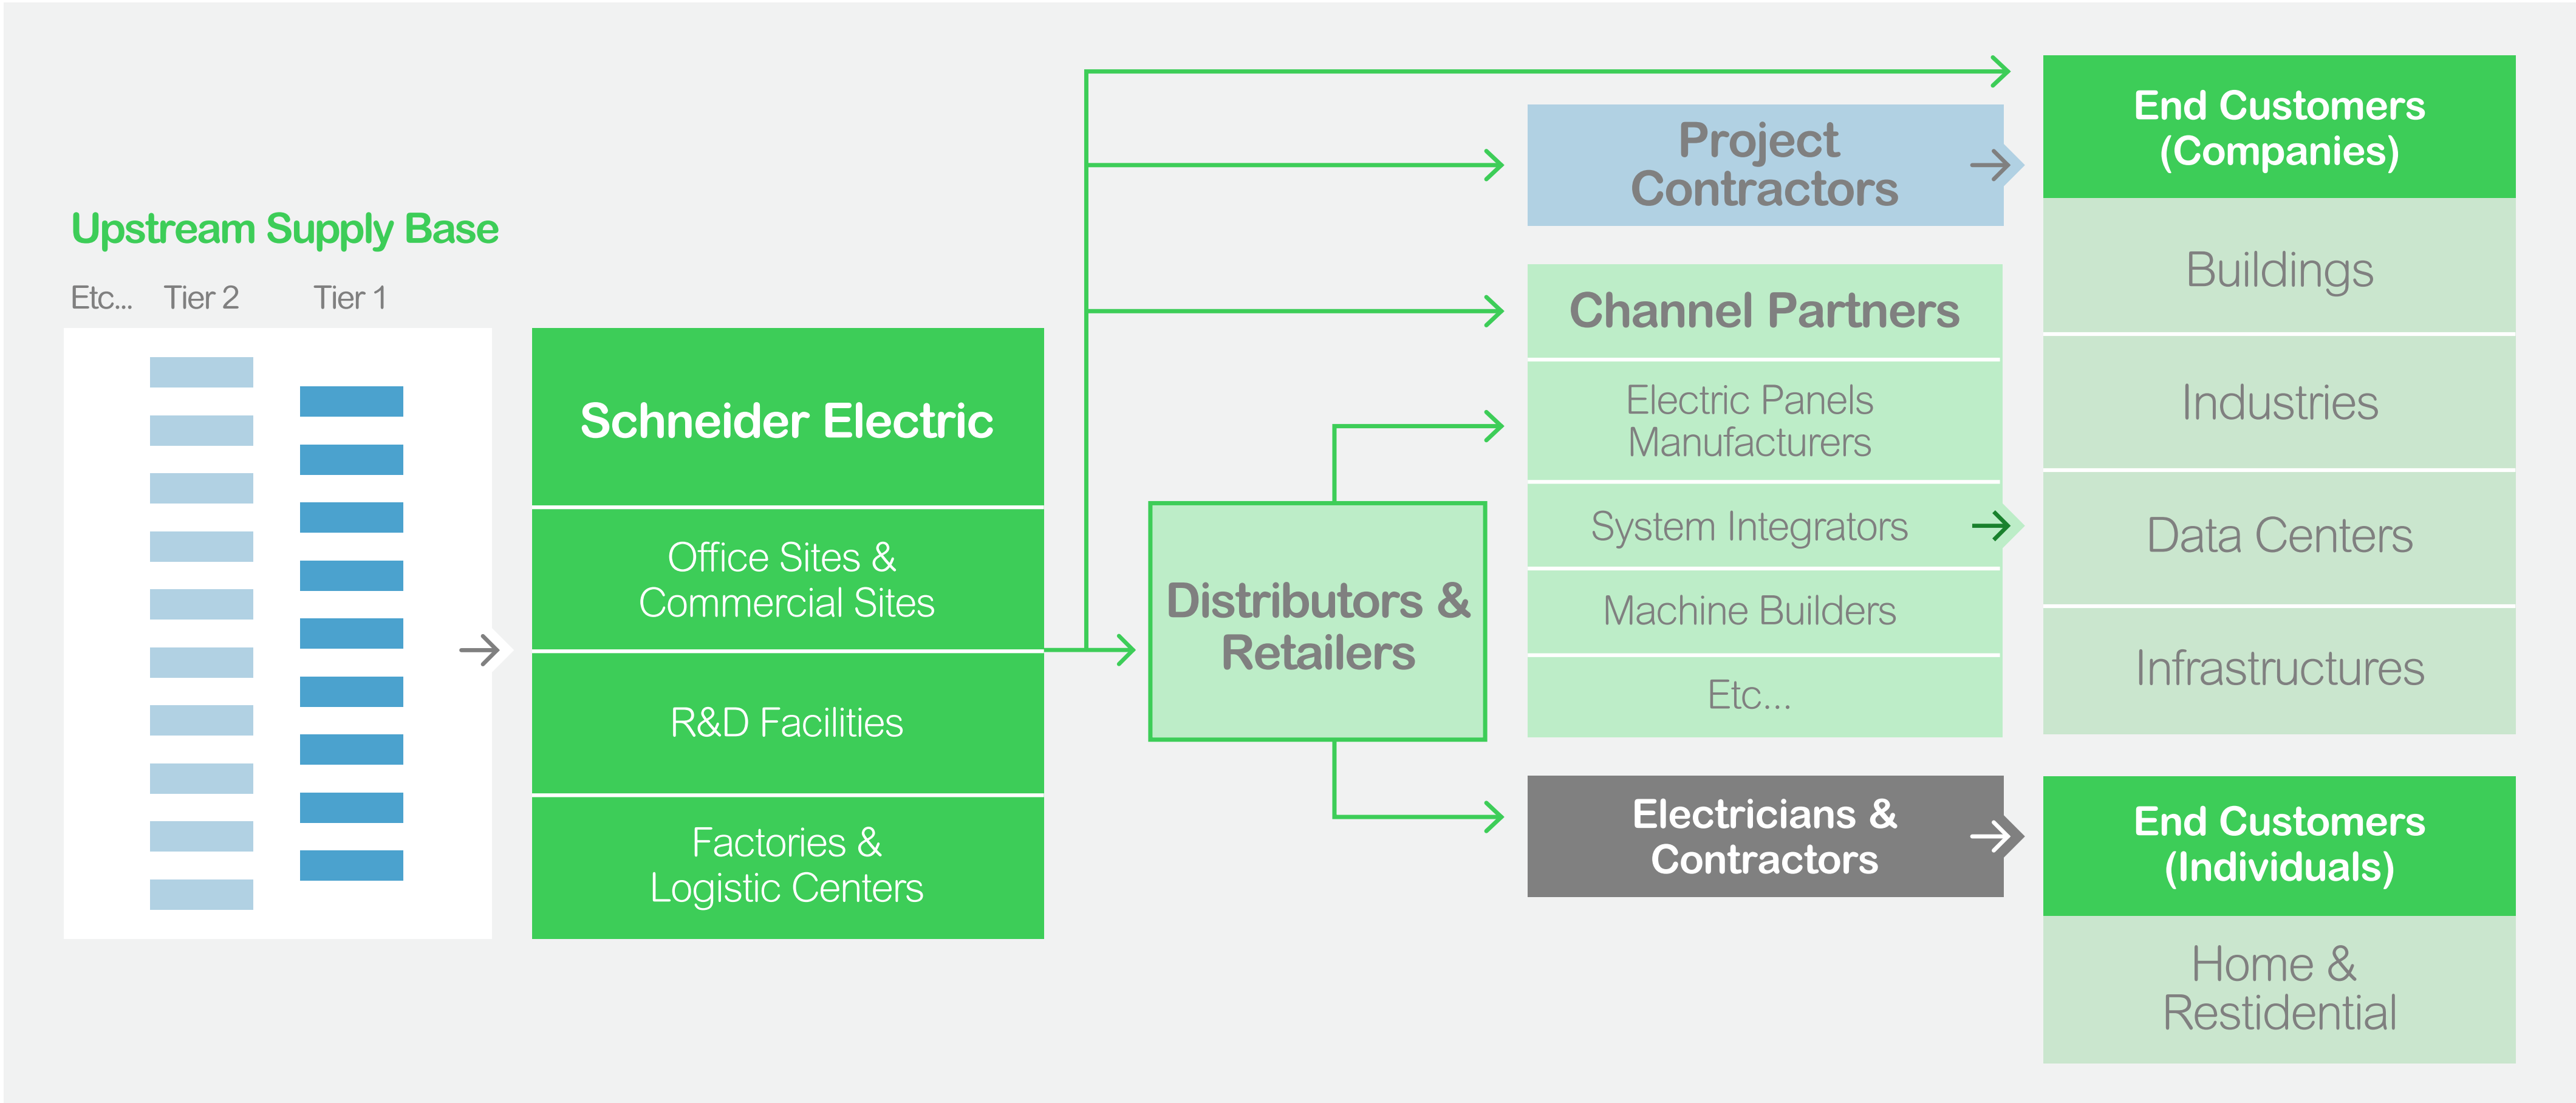 Upstream Supply Base
Etc...
Tier 2
Tier 1
Schneider Electric
Office Sites &
Commercial Sites
R&D Facilities
Factories &
Logistic Centers
Distributors &
Retailers
Project
Contractors
Channel Partners
Electric Panels
Manufacturers
System Integrators
Machine Builders
Etc...
Electricians &
Contractors
End Customers
(Companies)
Buildings
Industries
Data Centers
Infrastructures
End Customers
(Individuals)
Home &
Restidential